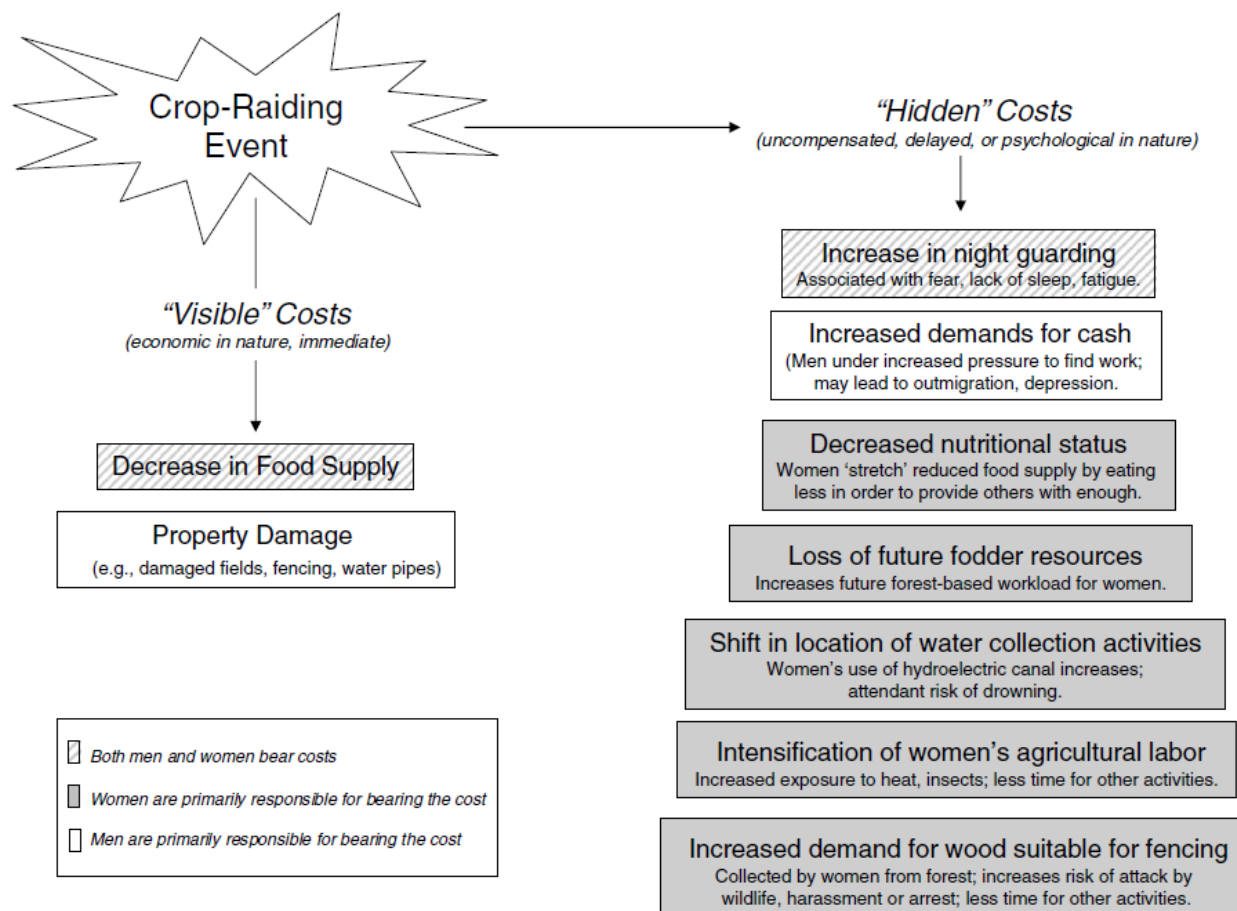 Crop-Raiding
Event
“Hidden” Costs
(uncompensated, delayed, or psychological in nature)
“Visible” Costs
(economic in nature, immediate)
Decrease in Food Supply
Property Damage
(e.g., damaged fields, fencing, water pipes)
Increase in night guarding
Associated with fear, lack of sleep, fatigue.
Increased demands for cash
(Men under increased pressure to find work;
may lead to outmigration, depression.
Decreased nutritional status
Women ‘stretch’ reduced food supply by eating
less in order to provide others with enough.
Loss of future fodder resources
Increases future forest-based workload for women.
Shift in location of water collection activities
Women’s use of hydroelectric canal increases;
attendant risk of drowning.
Intensification of women’s agricultural labor
Increased exposure to heat, insects; less time for other activities.
Increased demand for wood suitable for fencing
Collected by women from forest; increases risk of attack by
wildlife, harassment or arrest; less time for other activities.
Both men and women bear costs
Women are primarily responsible for bearing the cost
Men are primarily responsible for bearing the cost